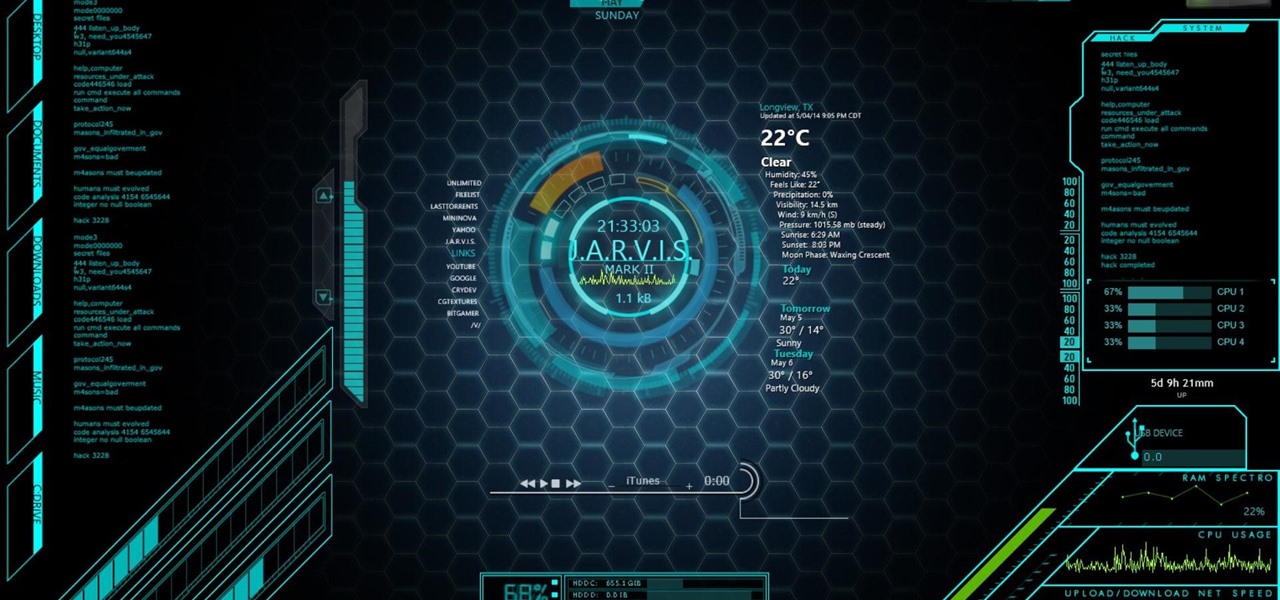 MAY
SUNDAY
DESKTOP
DOCUMENTS
DOWNLOADS
MUSIC
C:DRIVE
mode3
mode0000000
secret files
444 listen_up_body
w3, need_you4545647
h31p
null,variant644s4
help,computer
resources_under_attack
code446546 load
run cmd execute all commands
command
take_action_now
protocol245
masons_infiltrated_in_gov
gov_equalgoverment
m4sons=bad
m4asons must beupdated
humans must evolved
code analysis 4154 6545644
integer no null boolean
hack 3228
mode3
mode0000000
secret files
444 listen_up_body
w3, need_you4545647
h31p
null,variant644s4
help,computer
resources_under_attack
code446546 load
run cmd execute all commands
command
take_action_now
protocol245
masons_infiltrated_in_gov
gov_equalgoverment
m4sons=bad
m4asons must beupdated
humans must evolved
code analysis 4154 6545644
integer no null boolean
hack 3228
UNLIMITED
FILELIST
LASTTORRENTS
MININOVA
YAHOO
J.A.R.V.I.S.
LINKS
YOUTUBE
GOOGLE
CRYDEV
CGTEXTURES
BITGAMER
/V/
21:33:03
J.A.R.V.I.S.
MARK II
1.1 kB
Longview, TX
Updated at 5/04/14 9:05 PM CDT
22°C
Clear
Humidity: 45%
Feels Like: 22°
Precipitation: 0%
Visibility: 14.5 km
Wind: 9 km/h (S)
Pressure: 1015.58 mb (steady)
Sunrise: 6:29 AM
Sunset: 8:03 PM
Moon Phase: Waxing Crescent
Today
22°
Tomorrow
May 5
30° / 14°
Sunny
Tuesday
May 6
30° / 16°
Partly Cloudy
iTunes
− +
0:00
68%
HDD C: 655.1 GIB
HDD D: 0.0 IB
HACK
SYSTEM
secret files
444 listen_up_body
w3, need_you4545647
h31p
null,variant644s4
help,computer
resources_under_attack
code446546 load
run cmd execute all commands
command
take_action_now
protocol245
masons_infiltrated_in_gov
gov_equalgoverment
m4sons=bad
m4asons must beupdated
humans must evolved
code analysis 4154 6545644
integer no null boolean
hack 3228
hack completed
100
80
60
40
20
20
40
60
80
100
100
80
60
40
20
20
40
60
80
100
67% CPU 1
33% CPU 2
33% CPU 3
33% CPU 4
5d 9h 21mm
UP
USB DEVICE
0.0
RAM SPECTRO
22%
CPU USAGE
UPLOAD/DOWNLOAD NET SPEED